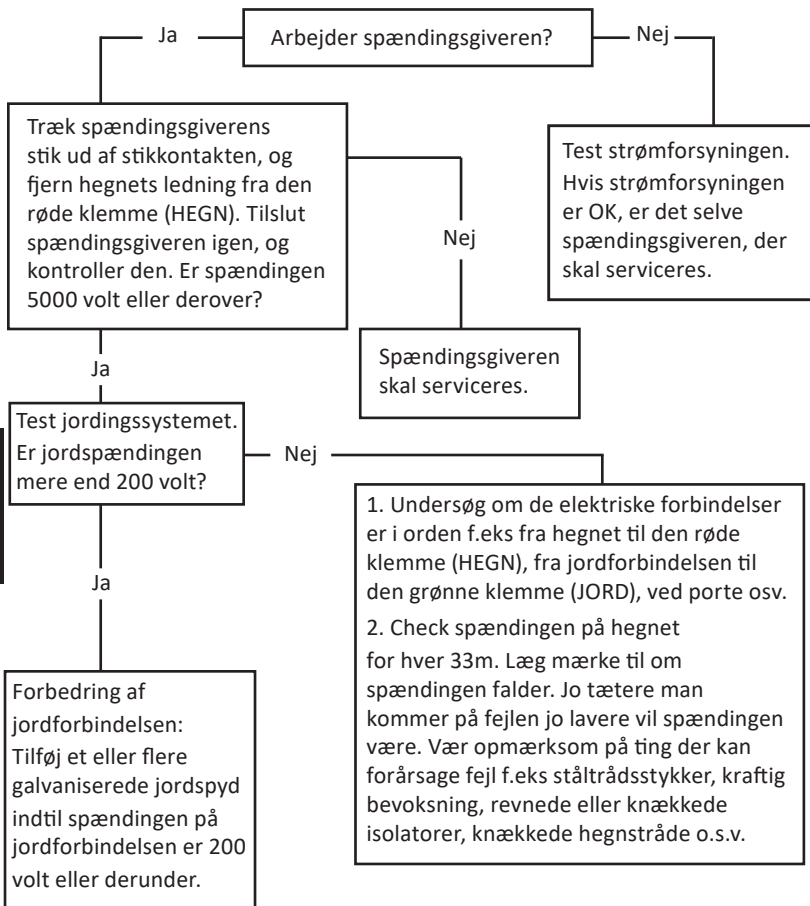 Arbejder spændingsgiveren?
Ja
Nej
Træk spændingsgiverens
stik ud af stikkontakten, og
fjern hegnets ledning fra den
røde klemme (HEGN). Tilslut
spændingsgiveren igen, og
kontroller den. Er spændingen
5000 volt eller derover?
Nej
Test strømforsyningen.
Hvis strømforsyningen
er OK, er det selve
spændingsgiveren, der
skal serviceres.
Spændingsgiveren
skal serviceres.
Ja
Test jordingssystemet.
Er jordspændingen
mere end 200 volt?
Nej
1. Undersøg om de elektriske forbindelser
er i orden f.eks fra hegnet til den røde
klemme (HEGN), fra jordforbindelsen til
den grønne klemme (JORD), ved porte osv.
2. Check spændingen på hegnet
for hver 33m. Læg mærke til om
spændingen falder. Jo tætere man
kommer på fejlen jo lavere vil spændingen
være. Vær opmærksom på ting der kan
forårsage fejl f.eks ståltrådsstykker, kraftig
bevoksning, revnede eller knækkede
isolatorer, knækkede hegnstråde o.s.v.
Ja
Forbedring af
jordforbindelsen:
Tilføj et eller flere
galvaniserede jordspyd
indtil spændingen på
jordforbindelsen er 200
volt eller derunder.